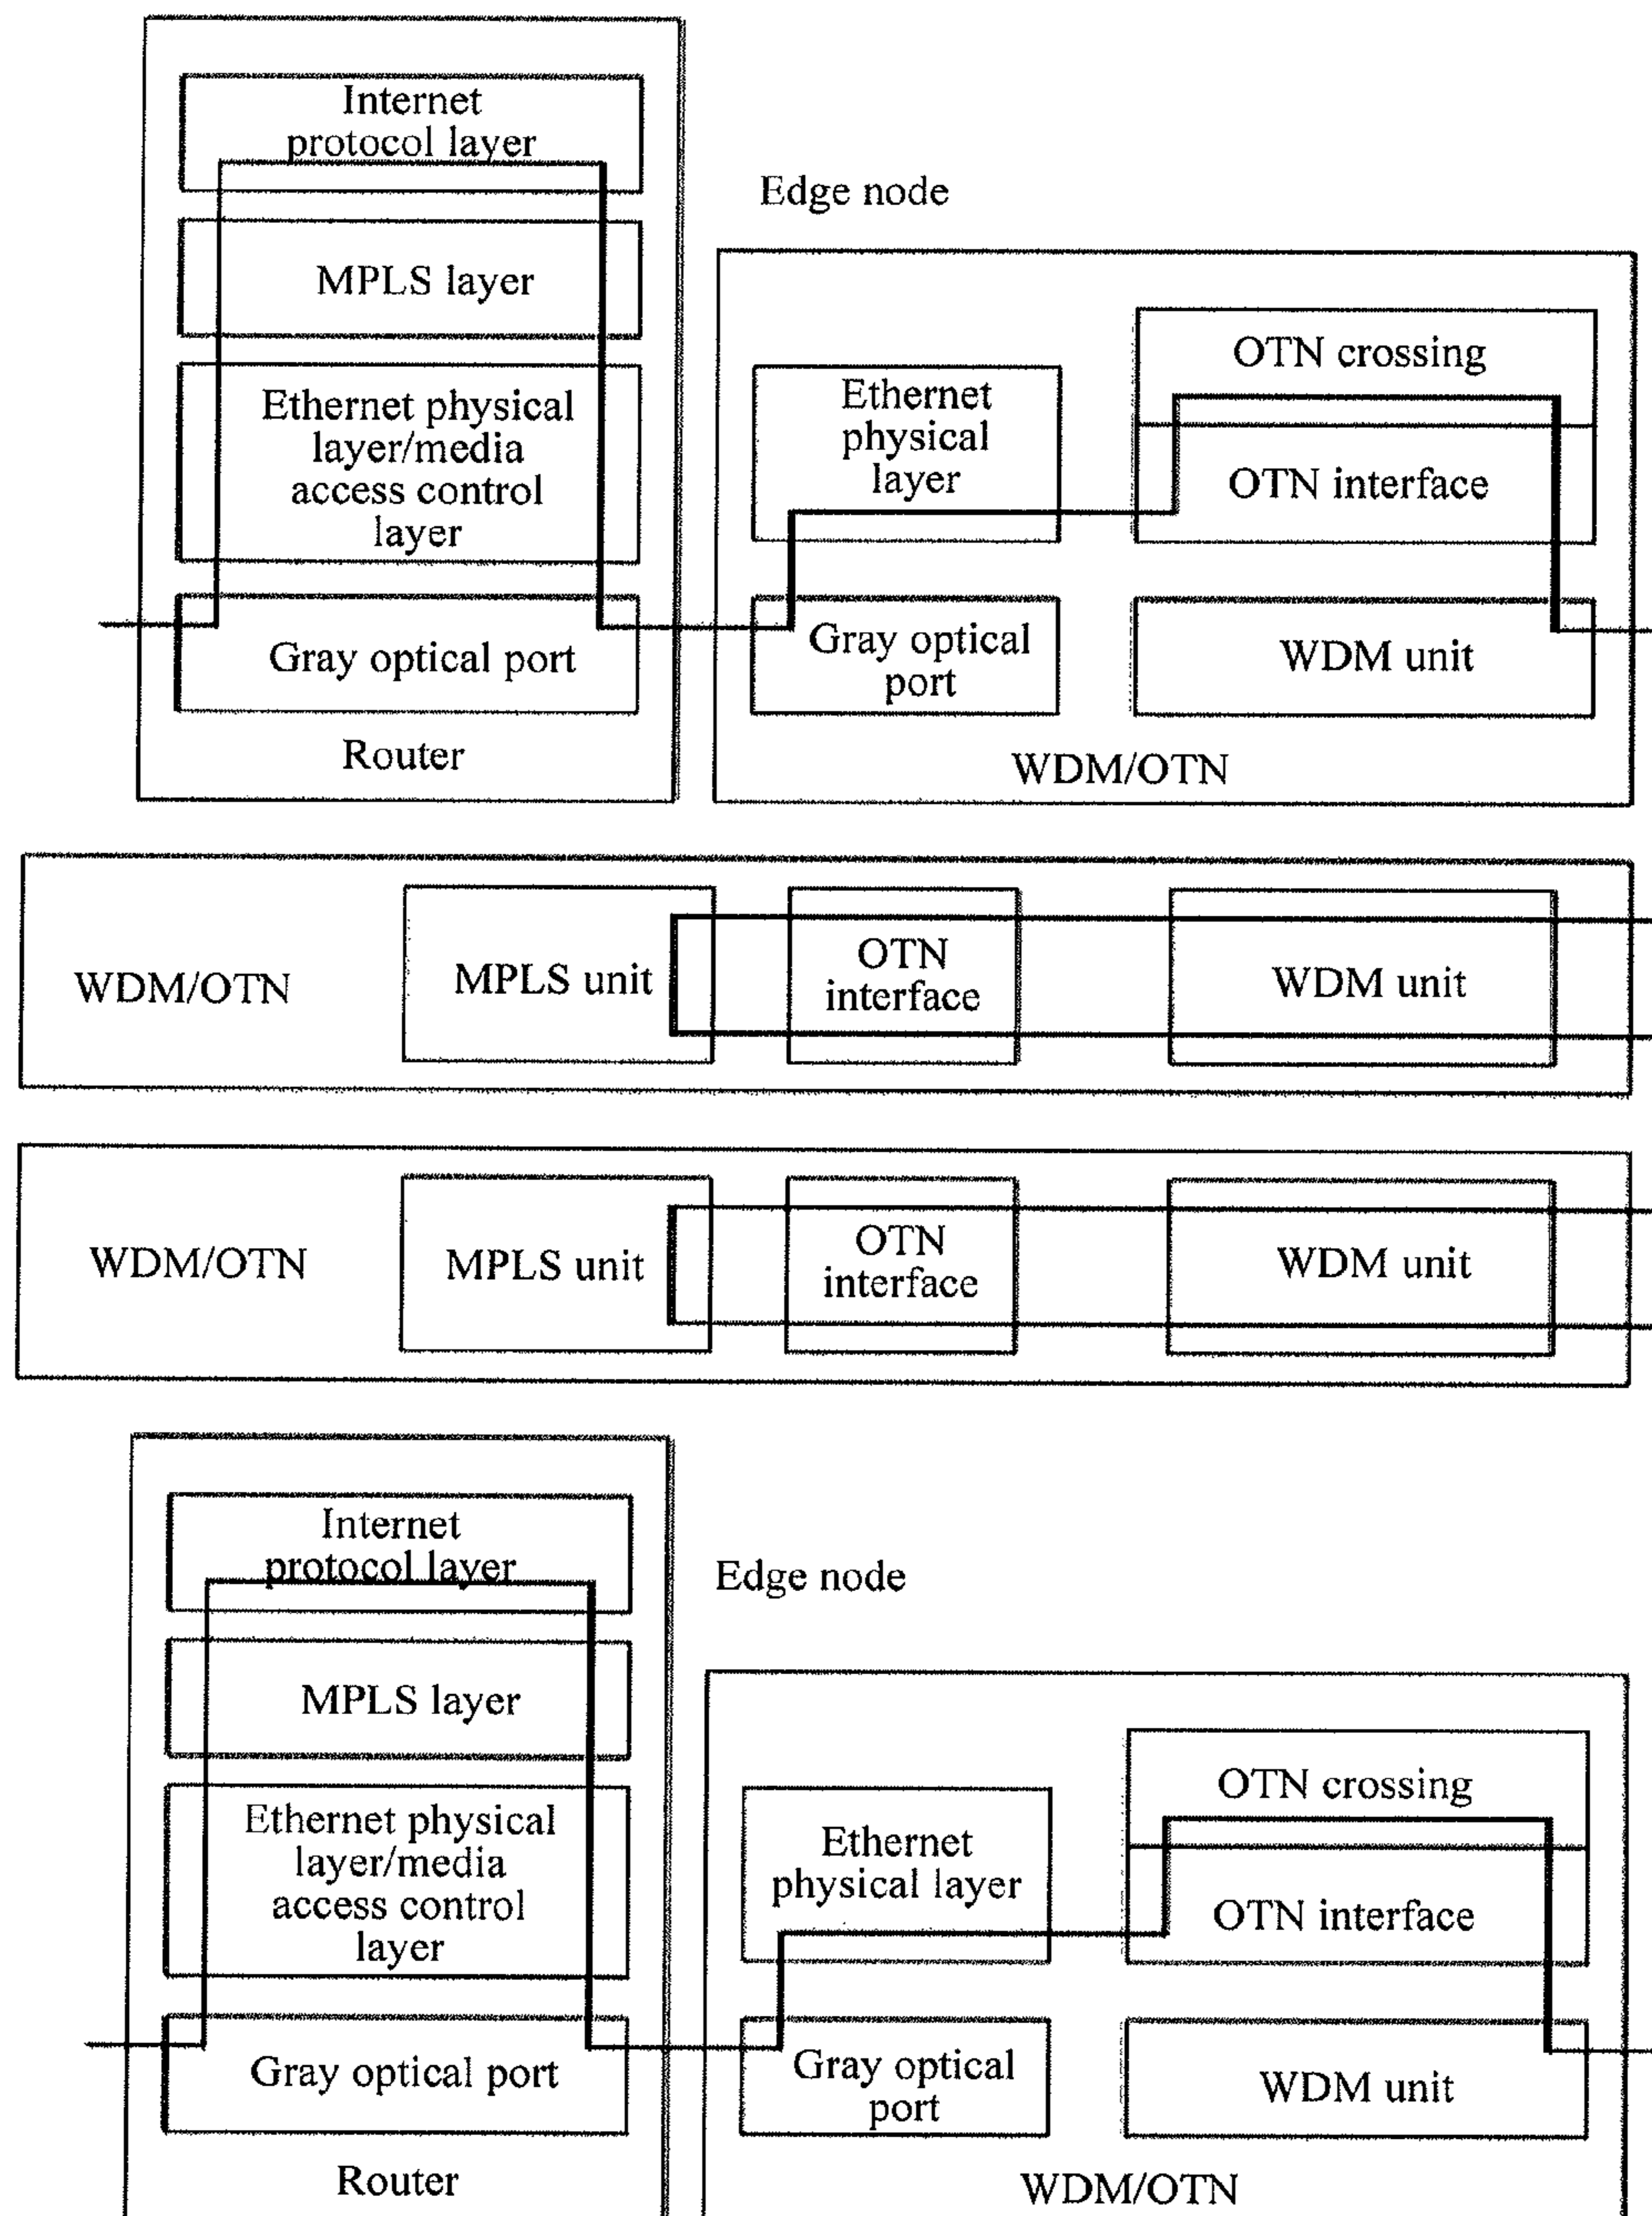 Internet
protocol layer
Edge node
MPLS layer
OTN crossing
Ethernet physical
layer/media
access control
layer
Ethernet
physical
layer
OTN interface
Gray optical port
Gray optical
port
WDM unit
Router
WDM/OTN
WDM/OTN
MPLS unit
OTN
interface
WDM unit
WDM/OTN
MPLS unit
OTN
interface
WDM unit
Internet
protocol layer
Edge node
MPLS layer
OTN crossing
Ethernet physical
layer/media
access control
layer
Ethernet
physical layer
OTN interface
Gray optical port
Gray optical
port
WDM unit
Router
WDM/OTN